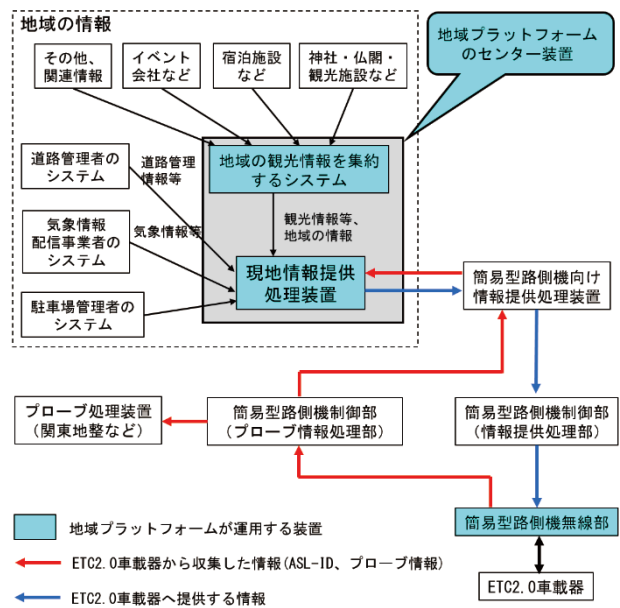 地域の情報
地域プラットフォーム
のセンター装置
その他、
関連情報
イベント
会社など
宿泊施設
など
神社・仏閣・
観光施設など
道路管理者の
システム
道路管理
情報等
地域の観光情報を集約
するシステム
気象情報
配信事業者の
システム
気象情報等
観光情報等、
地域の情報
現地情報提供
処理装置
簡易型路側機向け
情報提供処理装置
駐車場管理者の
システム
プローブ処理装置
(関東地整など)
簡易型路側機制御部
(プローブ情報処理部)
簡易型路側機制御部
(情報提供処理部)
簡易型路側機無線部
ETC2.0車載器
地域プラットフォームが運用する装置
ETC2.0車載器から収集した情報(ASL-ID、プローブ情報)
ETC2.0車載器へ提供する情報